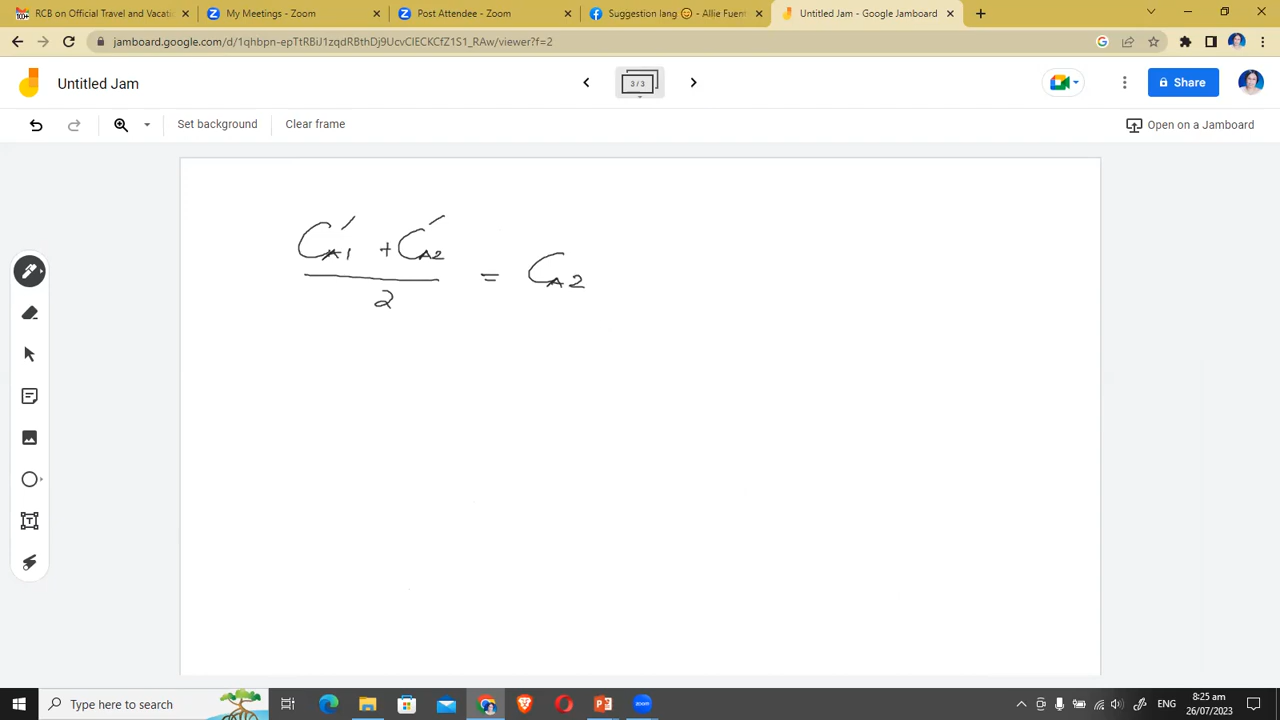 RCB on Official Travel and Vacati
My Meetings - Zoom
Post Attendee - Zoom
Suggestion lang 😊 - Allie Fuent
Untitled Jam - Google Jamboard
jamboard.google.com/d/1qhbpn-epTtRBiJ1zqdRBthDj9UcvClECKCfZ1S1_RAw/viewer?f=2
Untitled Jam
3 / 3
Share
Set background
Clear frame
Open on a Jamboard
C'A1 + C'A2
2
= CA2
Type here to search
ENG
8:25 am
26/07/2023